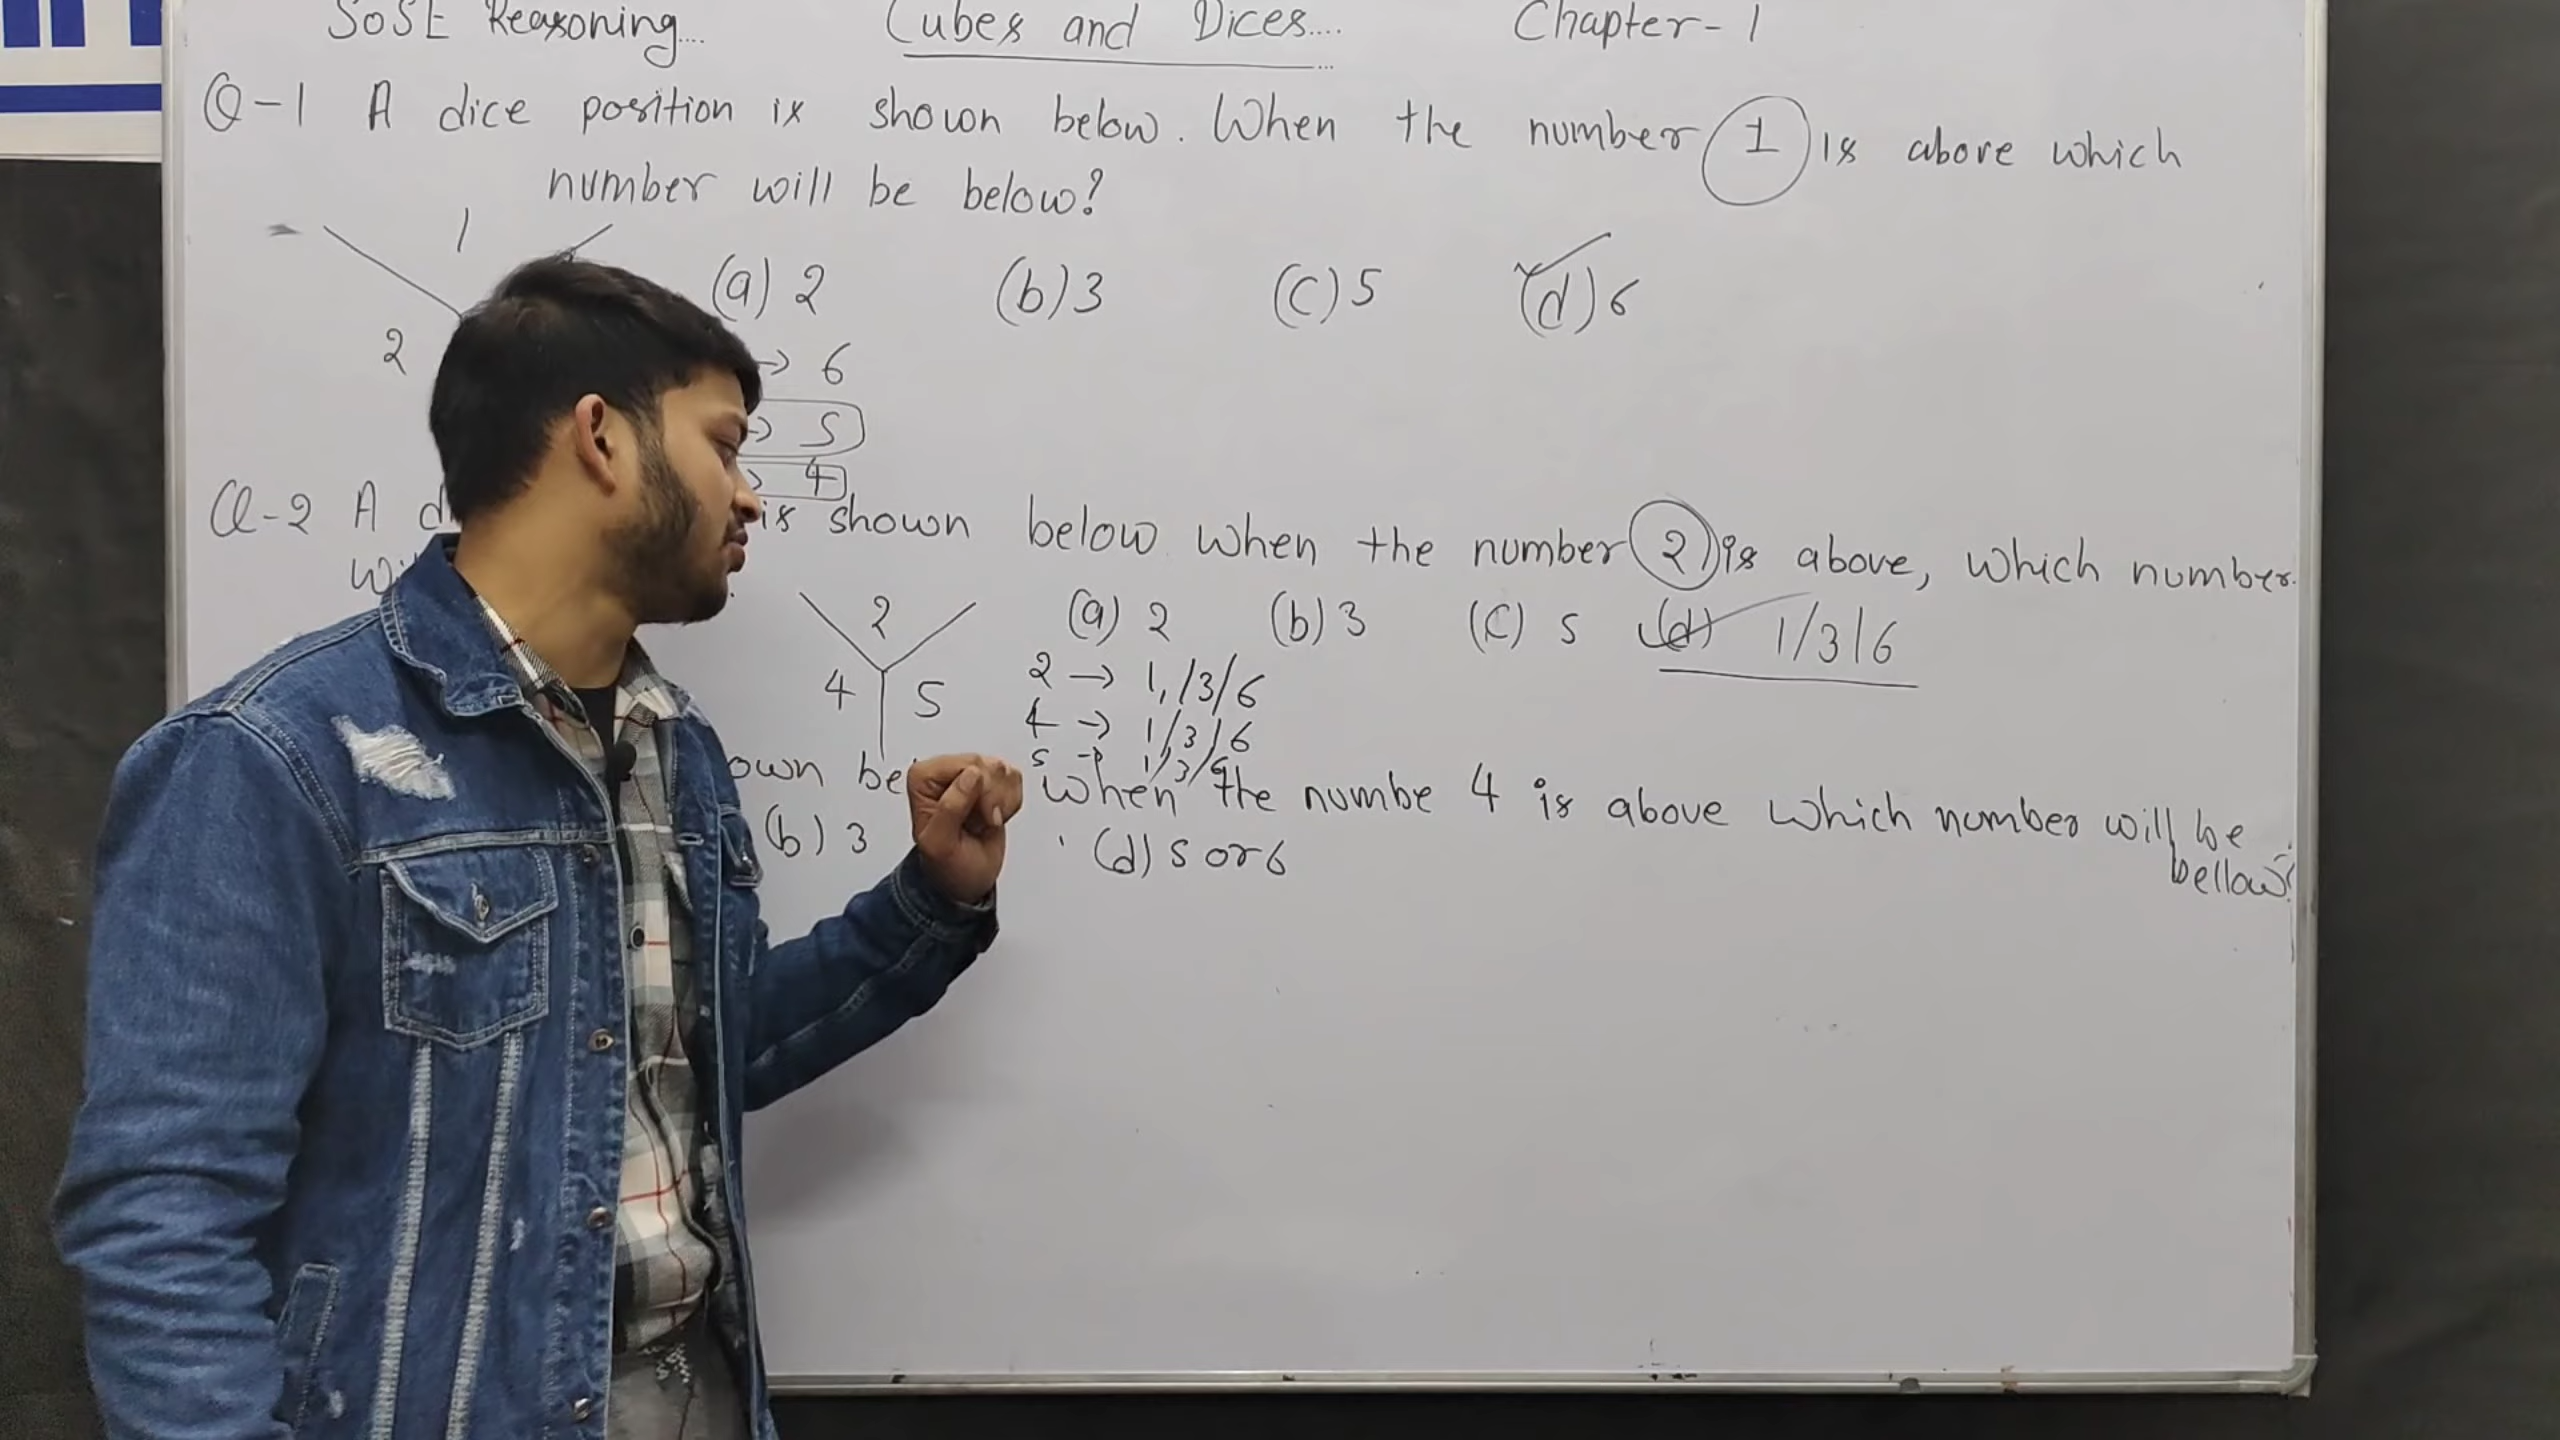 SoSE Reasoning.... Cubes and Dices.... Chapter-1
Q-1 A dice position is shown below. When the number 1 is above which
number will be below?
1
2
(a) 2 (b) 3 (c) 5 (d) 6
→ 6
→ 5
→ 4
Q-2 A is shown below when the number 2 is above, which number
2
4 5
(a) 2 (b) 3 (c) 5 (d) 1/3/6
2 → 1,/3/6
4 → 1/3/6
5 → 1/3/6
when the numbe 4 is above which number will be
bellow?
(b) 3 (d) 5 or 6